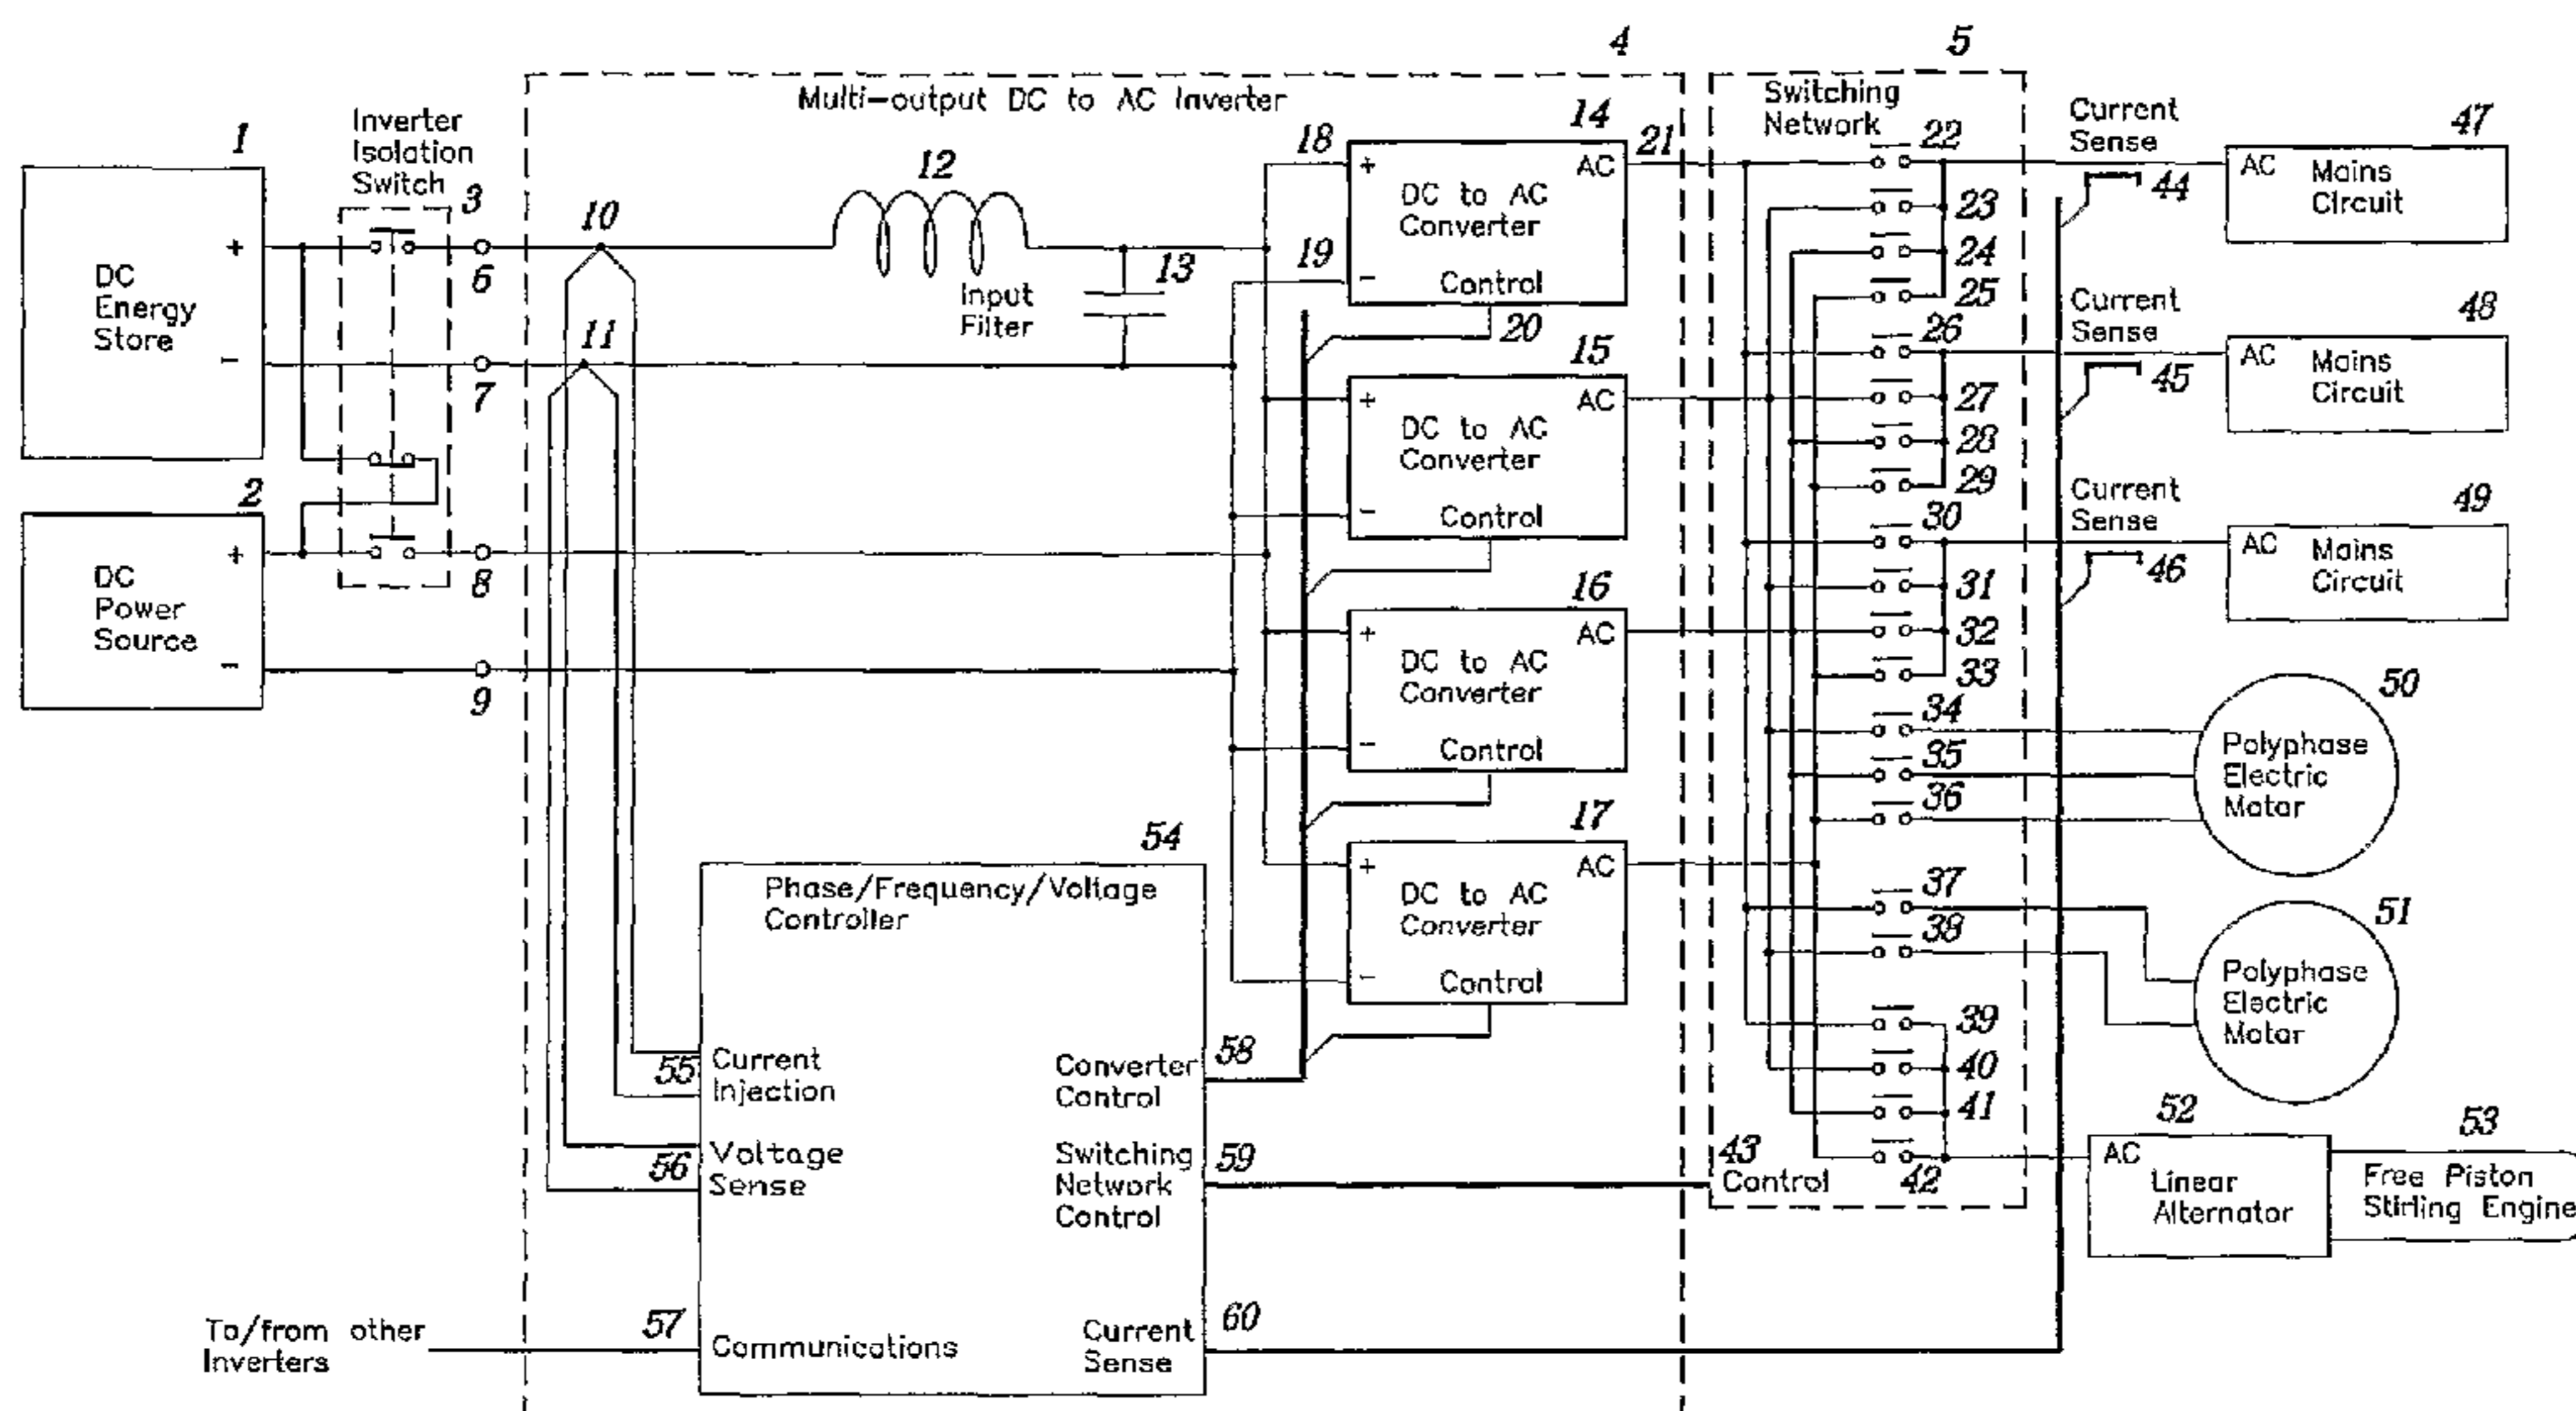 4
5
Multi-output DC to AC Inverter
Switching
Network
1
DC
Energy
Store
+
-
Inverter
Isolation
Switch
3
6
7
2
DC
Power
Source
+
-
8
9
10
11
12
Input
Filter
13
18
19
14
+
AC
DC to AC
Converter
-
Control
21
20
15
+
AC
DC to AC
Converter
-
Control
16
+
AC
DC to AC
Converter
-
Control
17
+
AC
DC to AC
Converter
-
Control
22
23
24
25
26
27
28
29
30
31
32
33
34
35
36
37
38
39
40
41
42
43
Control
Current
Sense
44
47
AC Mains
Circuit
Current
Sense
45
48
AC Mains
Circuit
Current
Sense
46
49
AC Mains
Circuit
50
Polyphase
Electric
Motor
51
Polyphase
Electric
Motor
52
AC
Linear
Alternator
53
Free Piston
Stirling Engine
54
Phase/Frequency/Voltage
Controller
55
Current
Injection
56
Voltage
Sense
57
Communications
Converter
Control
58
Switching
Network
Control
59
Current
Sense
60
To/from other
Inverters